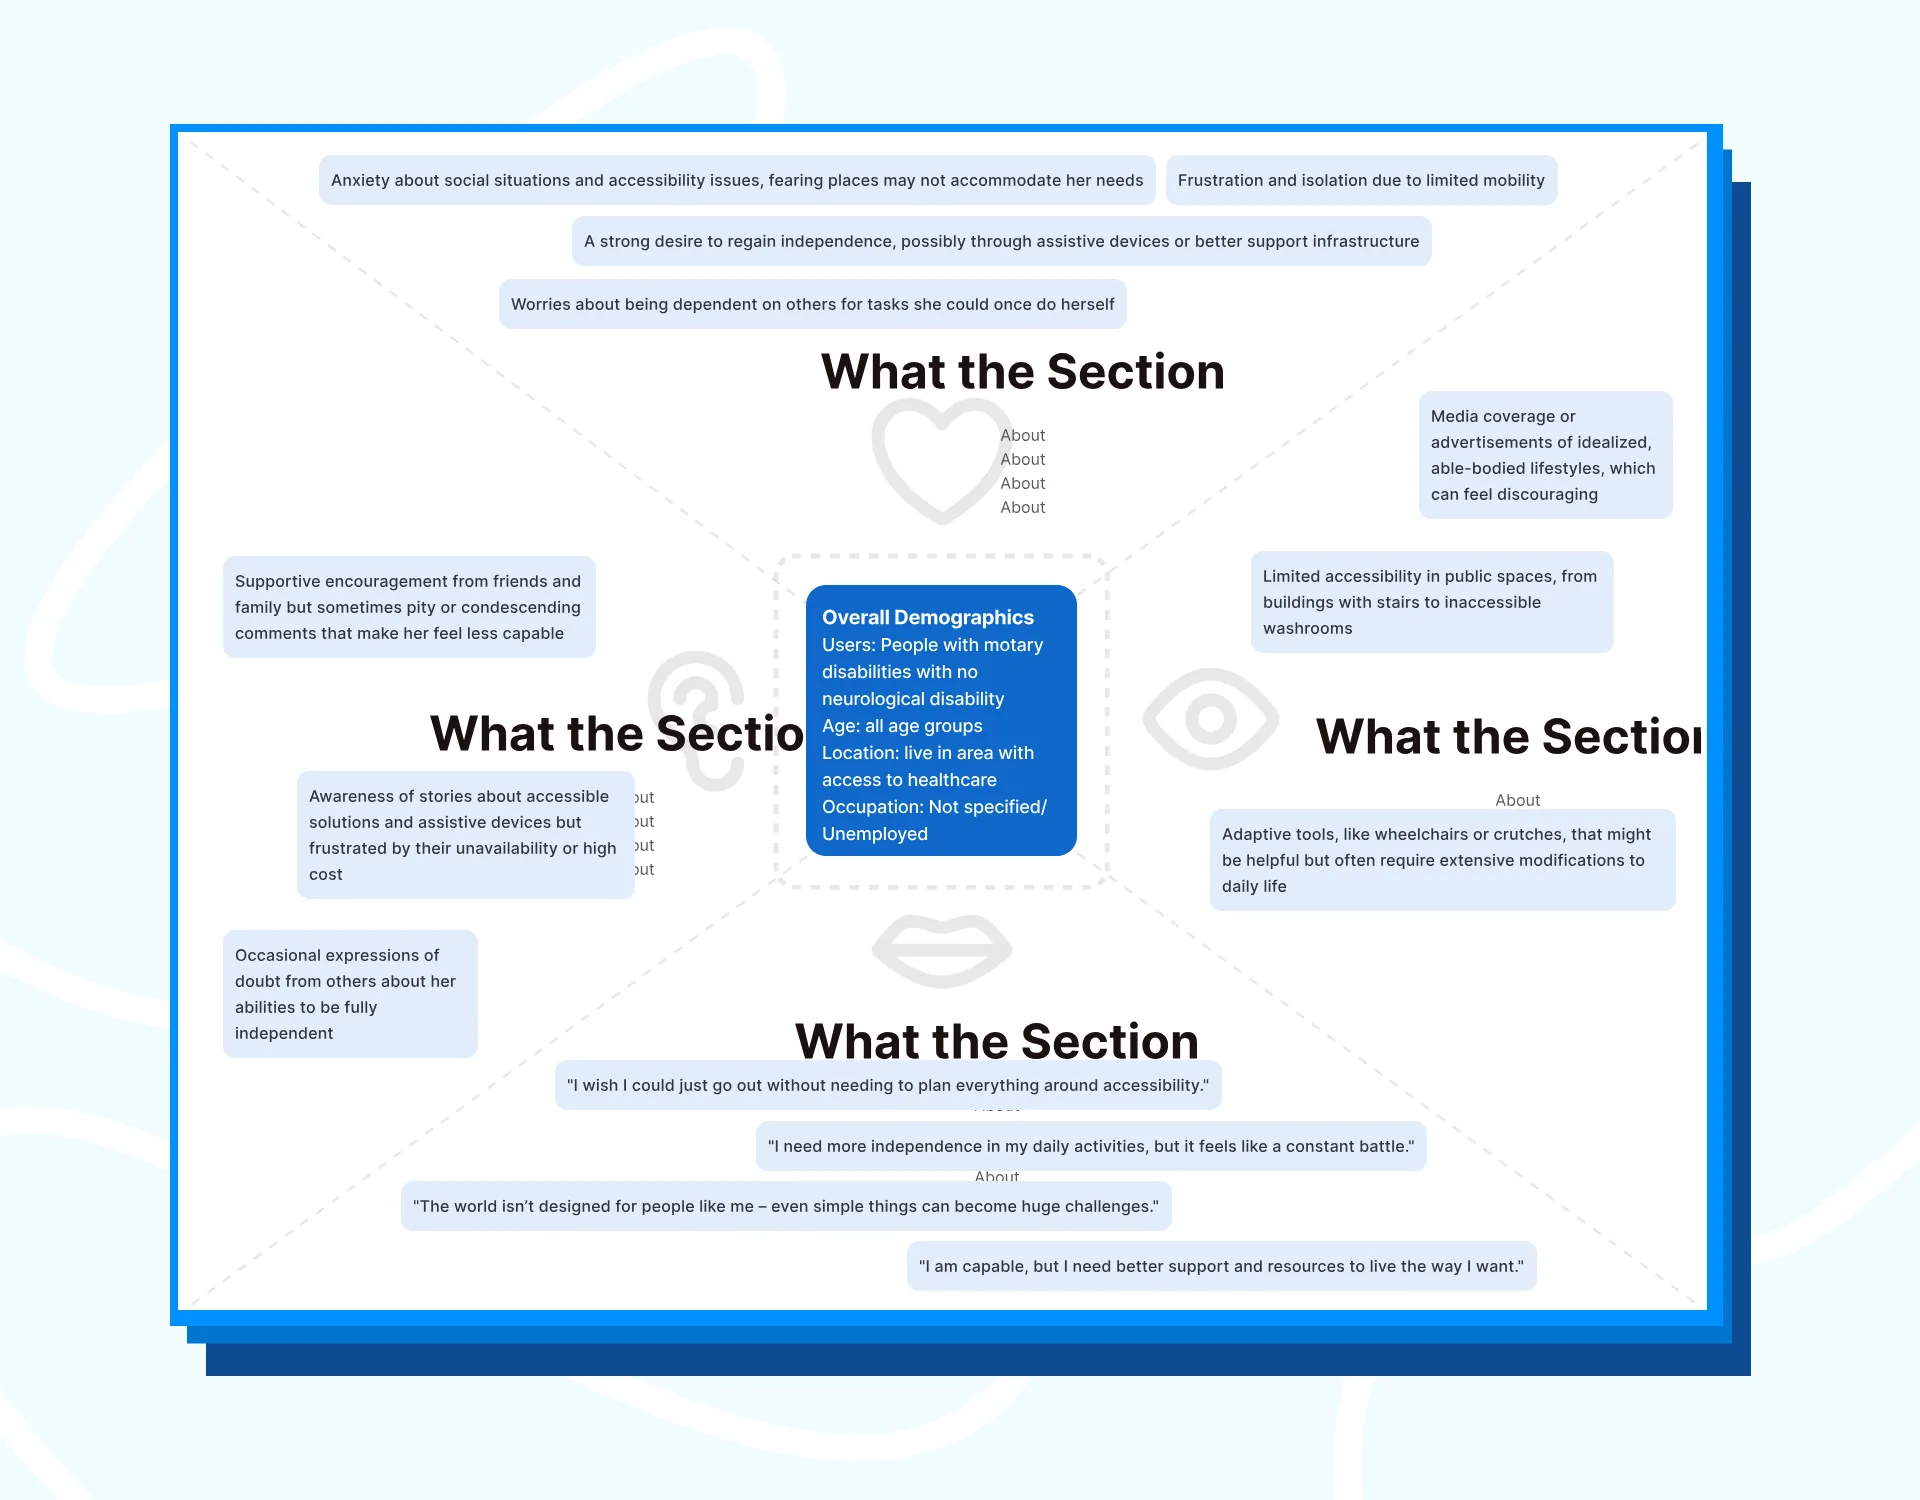 Anxiety about social situations and accessibility issues, fearing places may not accommodate her needs
Frustration and isolation due to limited mobility
A strong desire to regain independence, possibly through assistive devices or better support infrastructure
Worries about being dependent on others for tasks she could once do herself
What the Section
About
About
About
About
Media coverage or
advertisements of idealized,
able-bodied lifestyles, which
can feel discouraging
Supportive encouragement from friends and
family but sometimes pity or condescending
comments that make her feel less capable
Limited accessibility in public spaces, from
buildings with stairs to inaccessible
washrooms
Overall Demographics
Users: People with motary
disabilities with no
neurological disability
Age: all age groups
Location: live in area with
access to healthcare
Occupation: Not specified/
Unemployed
What the Sectio
Awareness of stories about accessible
solutions and assistive devices but
frustrated by their unavailability or high
cost
out
out
out
out
Occasional expressions of
doubt from others about her
abilities to be fully
independent
What the Section
About
Adaptive tools, like wheelchairs or crutches, that might
be helpful but often require extensive modifications to
daily life
What the Section
"I wish I could just go out without needing to plan everything around accessibility."
"I need more independence in my daily activities, but it feels like a constant battle."
About
"The world isn’t designed for people like me – even simple things can become huge challenges."
"I am capable, but I need better support and resources to live the way I want."